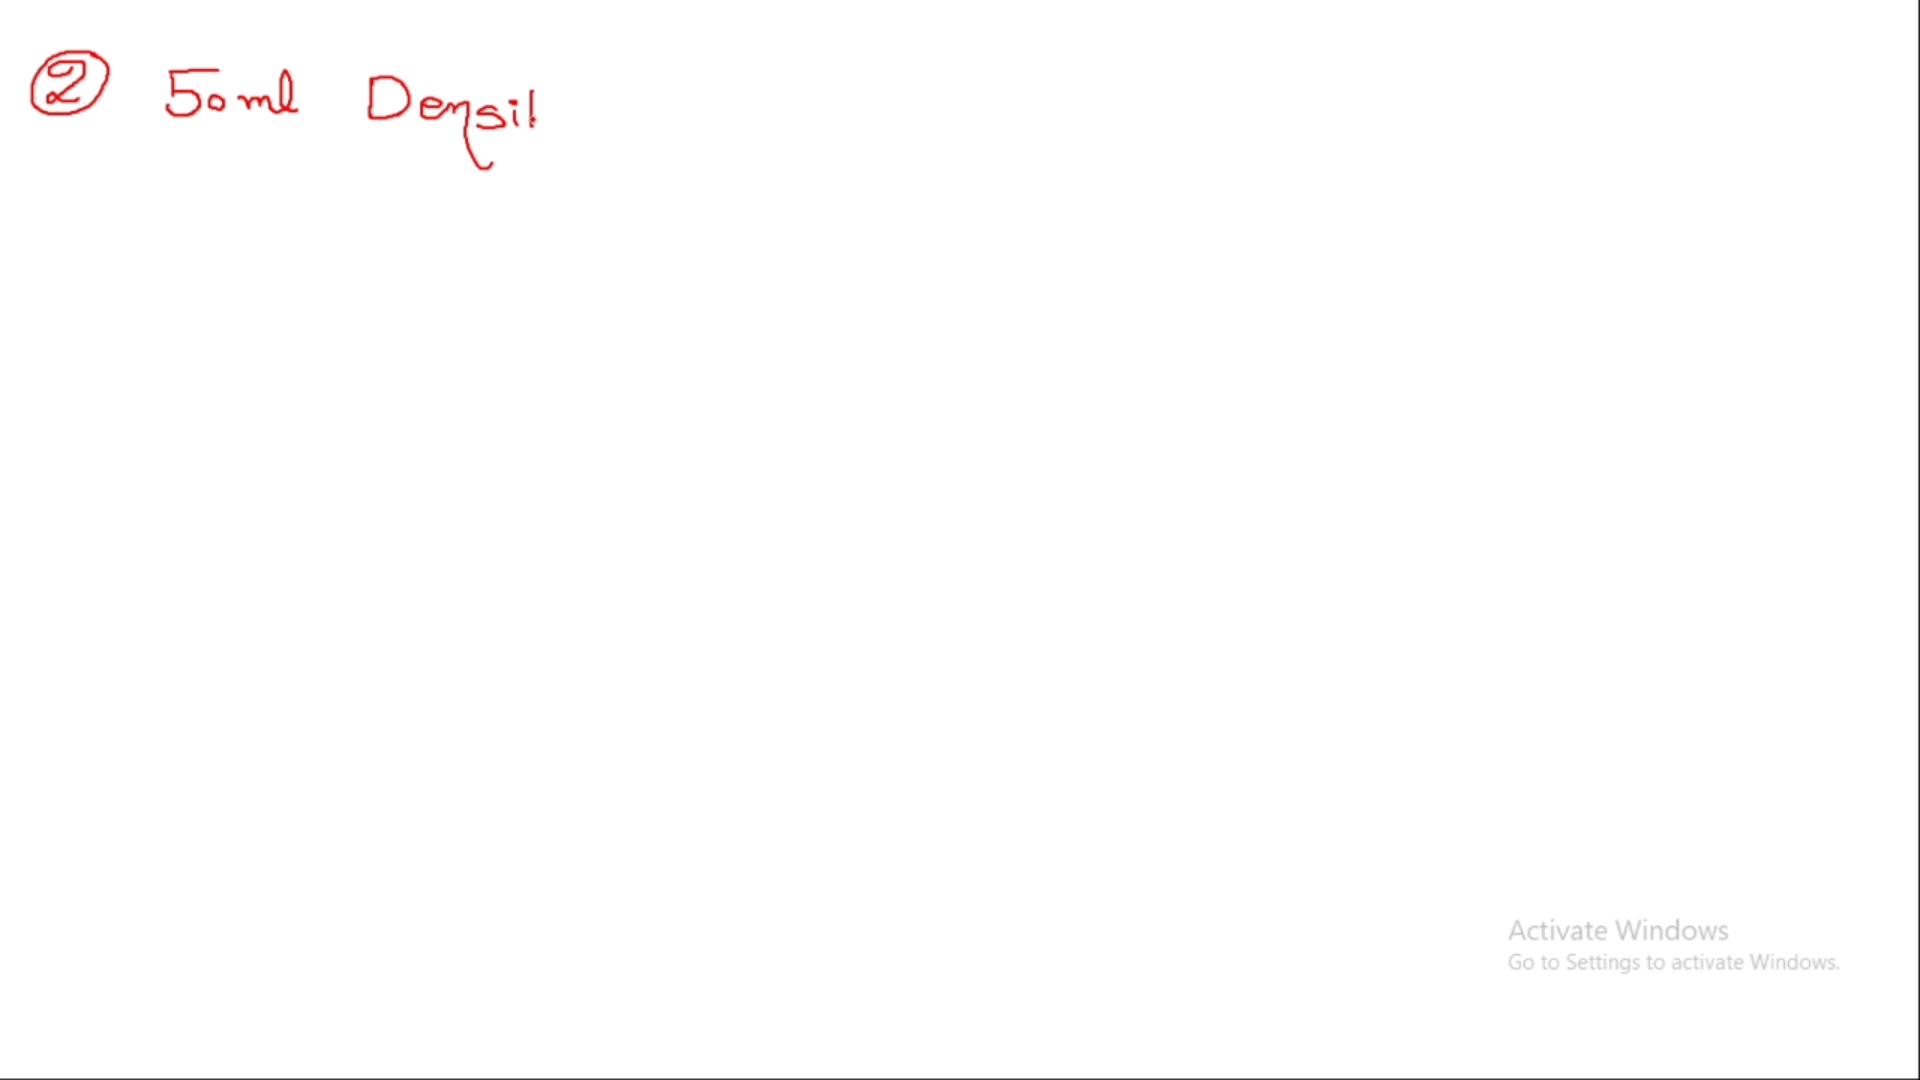 ② 50ml Densit
Activate Windows
Go to Settings to activate Windows.